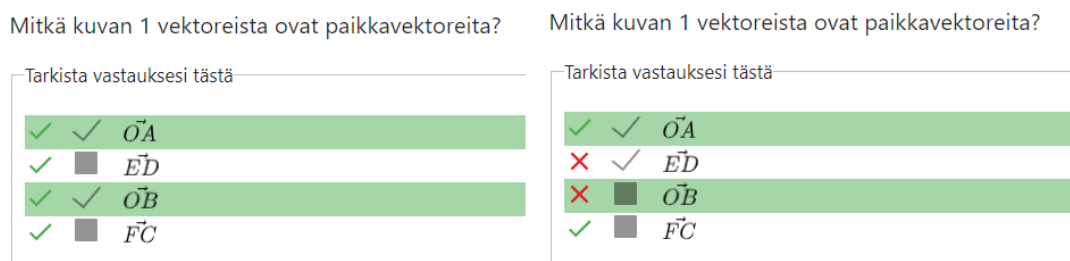 Mitkä kuvan 1 vektoreista ovat paikkavektoreita?
Tarkista vastauksesi tästä
O⃗A
E⃗D
O⃗B
F⃗C
Mitkä kuvan 1 vektoreista ovat paikkavektoreita?
Tarkista vastauksesi tästä
O⃗A
E⃗D
O⃗B
F⃗C